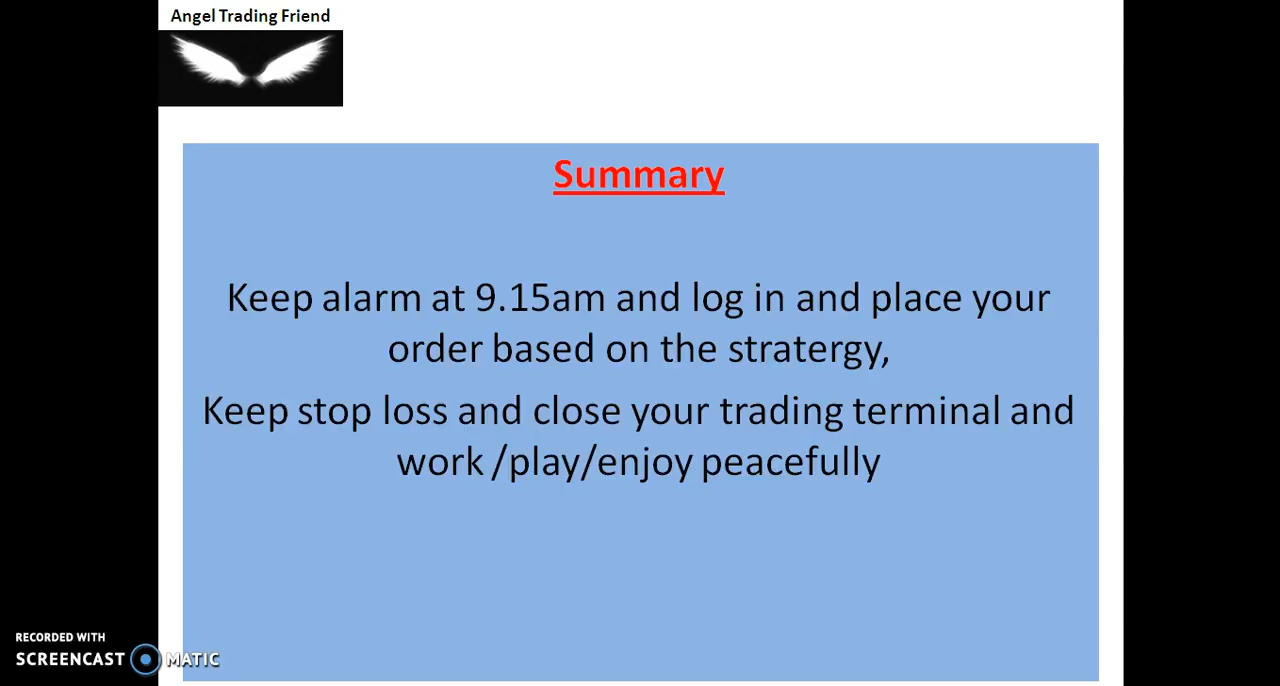 Angel Trading Friend
Summary
Keep alarm at 9.15am and log in and place your
order based on the stratergy,
Keep stop loss and close your trading terminal and
work /play/enjoy peacefully
RECORDED WITH
SCREENCAST MATIC